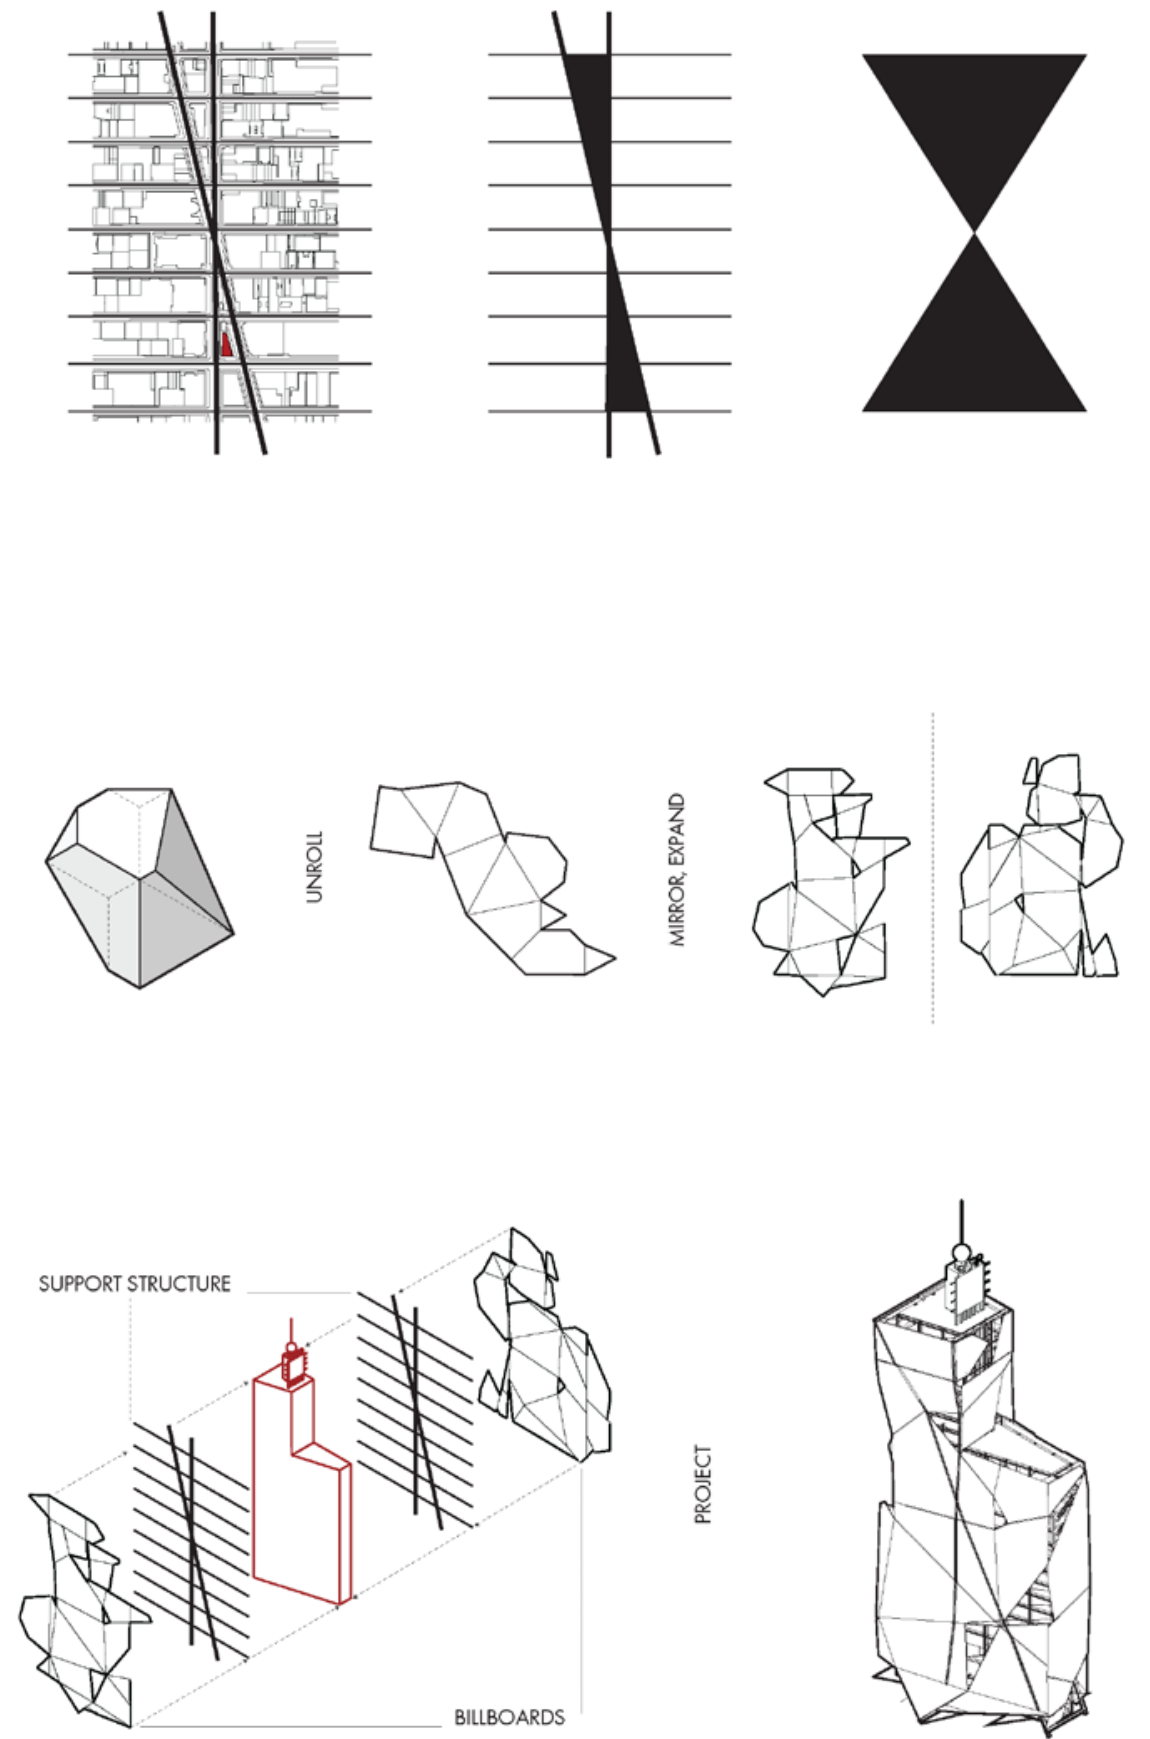 UNROLL
MIRROR, EXPAND
SUPPORT STRUCTURE
PROJECT
BILLBOARDS